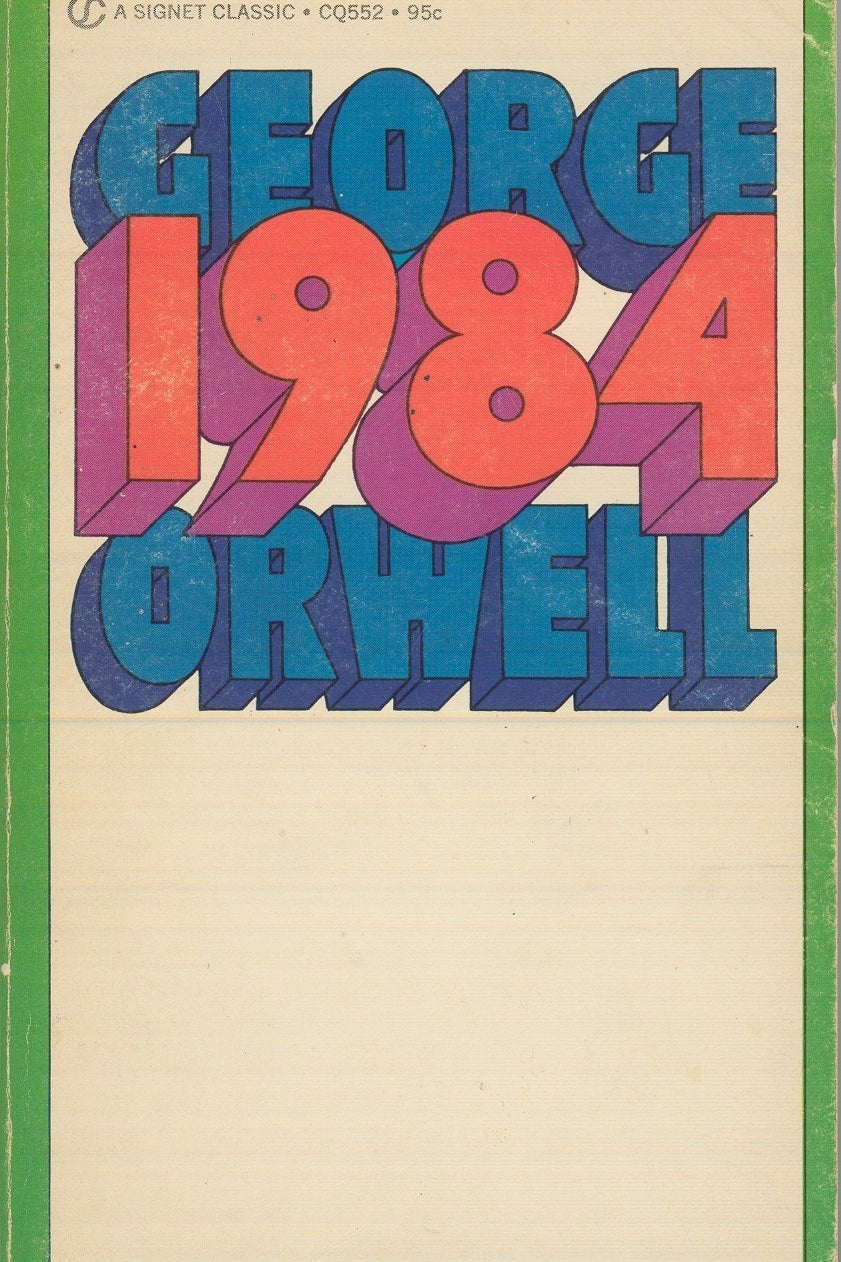 A SIGNET CLASSIC • CQ552 • 95c
GEORGE
1984
ORWELL